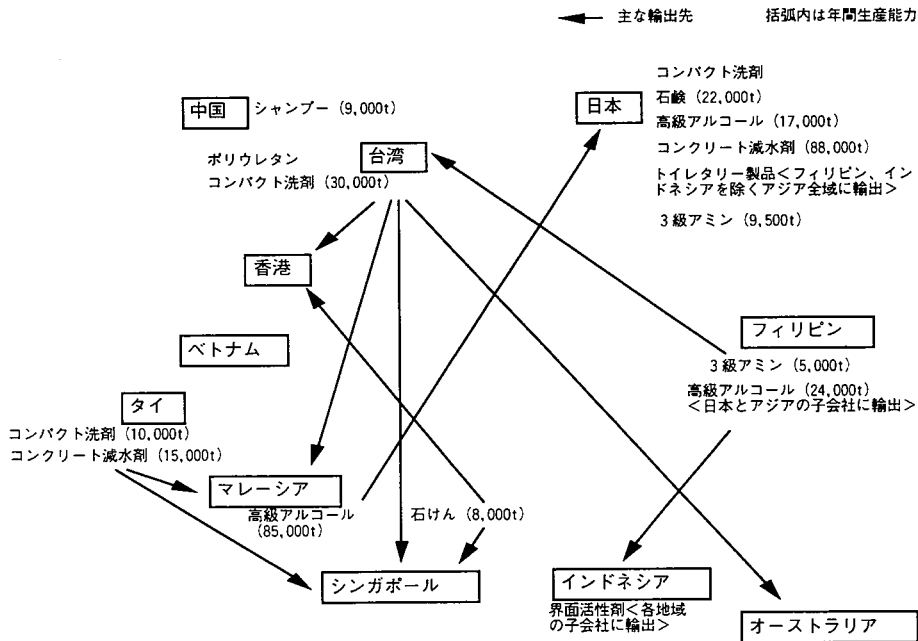 主な輸出先 括弧内は年間生産能力
中国 シャンプー (9,000t)
日本
コンパクト洗剤
石鹸 (22,000t)
高級アルコール (17,000t)
コンクリート減水剤 (88,000t)
トイレタリー製品<フィリピン、イン
ドネシアを除くアジア全域に輸出>
3級アミン (9,500t)
台湾
ポリウレタン
コンパクト洗剤 (30,000t)
香港
ベトナム
フィリピン
3級アミン (5,000t)
高級アルコール (24,000t)
<日本とアジアの子会社に輸出>
タイ
コンパクト洗剤 (10,000t)
コンクリート減水剤 (15,000t)
マレーシア
高級アルコール
(85,000t)
石けん (8,000t)
シンガポール
インドネシア
界面活性剤<各地域
の子会社に輸出>
オーストラリア